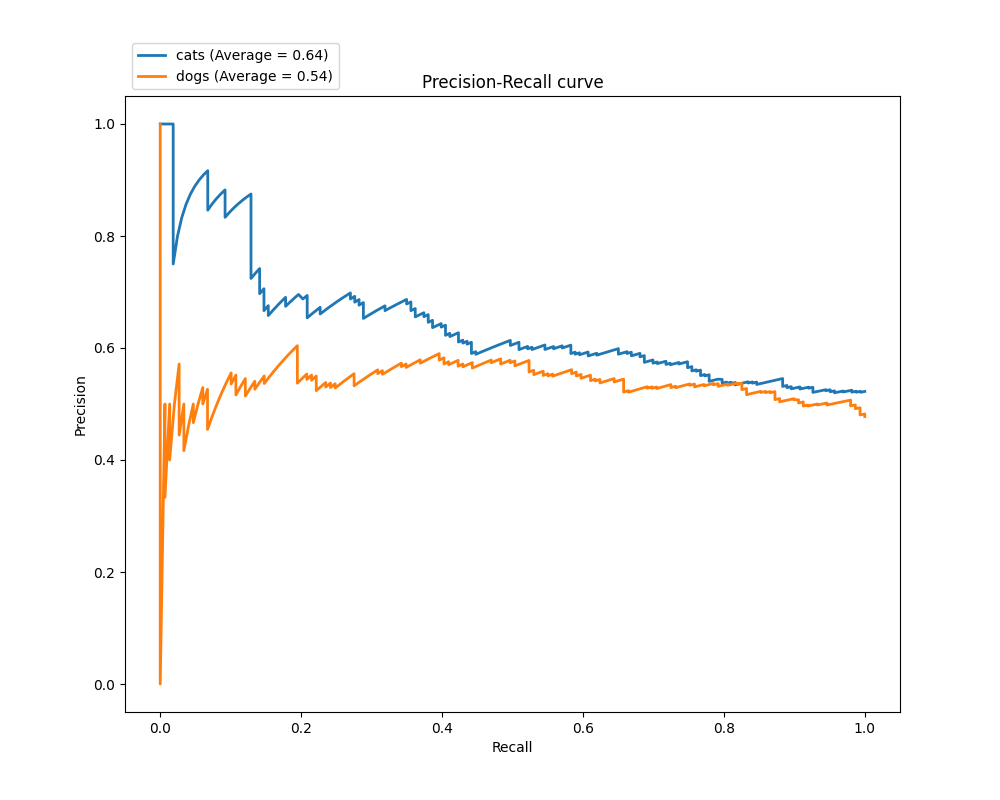 cats (Average = 0.64)
dogs (Average = 0.54)
Precision-Recall curve
1.0
0.8
0.6
0.4
0.2
0.0
Precision
0.0 0.2 0.4 0.6 0.8 1.0
Recall